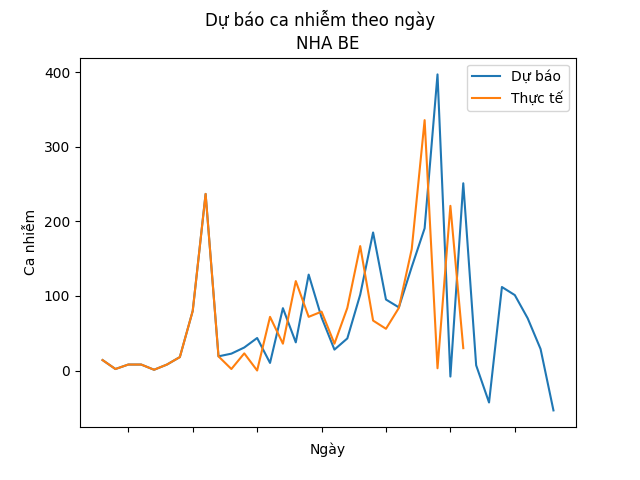 Dự báo ca nhiễm theo ngày
NHA BE
Dự báo
Thực tế
400
300
200
100
0
Ca nhiễm
Ngày